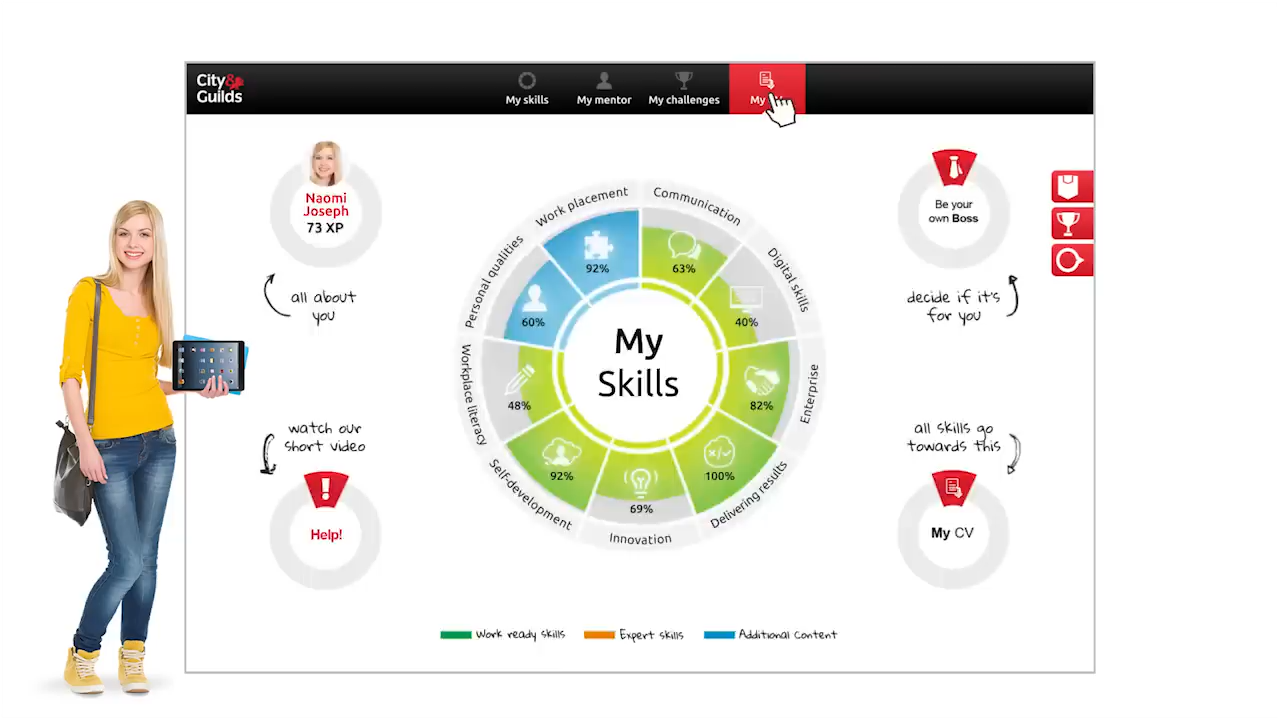 City&
Guilds
My skills
My mentor
My challenges
My
Naomi
Joseph
73 XP
all about
you
watch our
short video
Help!
Work placement
Communication
Digital skills
Enterprise
Delivering results
Innovation
Self-development
Workplace literacy
Personal qualities
92%
63%
40%
82%
100%
69%
92%
48%
60%
My
Skills
Be your
own Boss
decide if it's
for you
all skills go
towards this
My CV
Work ready skills
Expert skills
Additional Content